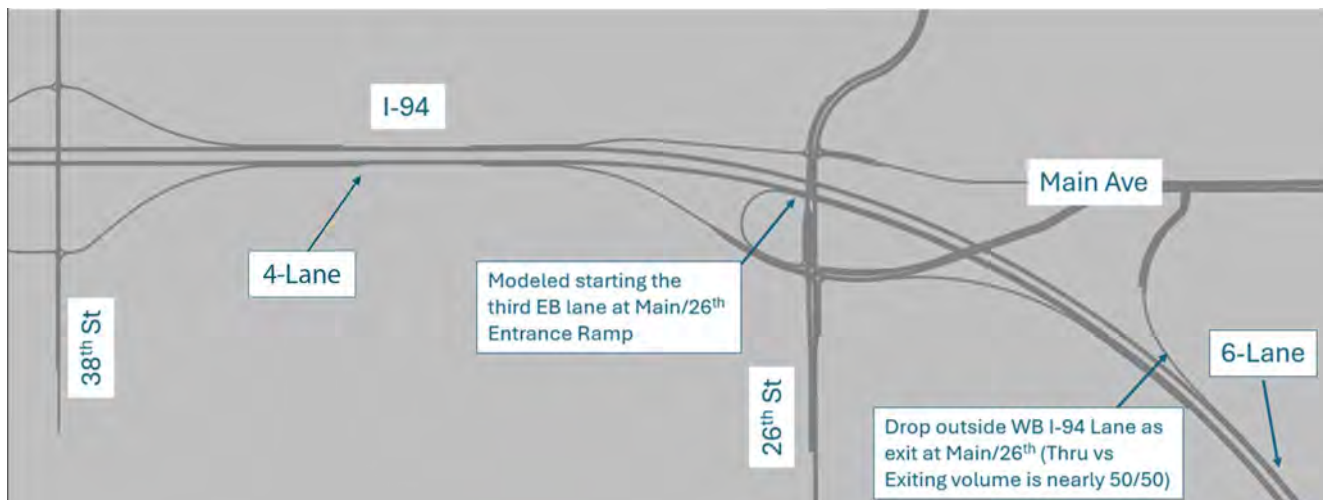 I-94
Main Ave
4-Lane
Modeled starting the
third EB lane at Main/26th
Entrance Ramp
38th St
26th St
6-Lane
Drop outside WB I-94 Lane as
exit at Main/26th (Thru vs
Exiting volume is nearly 50/50)